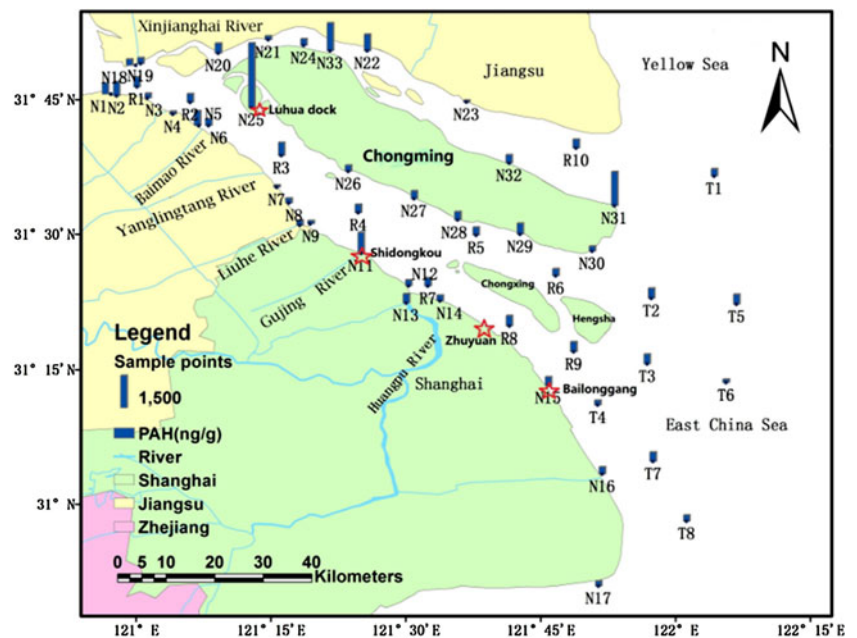 Xinjianghai River
N21
N24
N33
N22
N20
N18
N19
Jiangsu
Yellow Sea
N
31° 45' N
N1
N2
R1
N3
N4
R2
N5
N6
N25
Luhua dock
N23
R3
Baimao River
Chongming
N32
R10
T1
N26
N7
Yanglingtang River
N8
N9
R4
N27
N31
31° 30' N
N28
R5
N29
N30
Liuhe River
Shidongkou
N11
Gujing River
N12
R7
N13
N14
Chongxing
R6
Hengsha
T2
T5
Legend
Sample points
1,500
PAH(ng/g)
River
Shanghai
Jiangsu
Zhejiang
Zhuyuan
R8
Huangpu River
Shanghai
R9
T3
31° 15' N
Bailonggang
N15
T4
T6
East China Sea
N16
T7
31° N
T8
0 5 10 20 30 40
Kilometers
N17
121° E
121° 15' E
121° 30' E
121° 45' E
122° E
122° 15' E